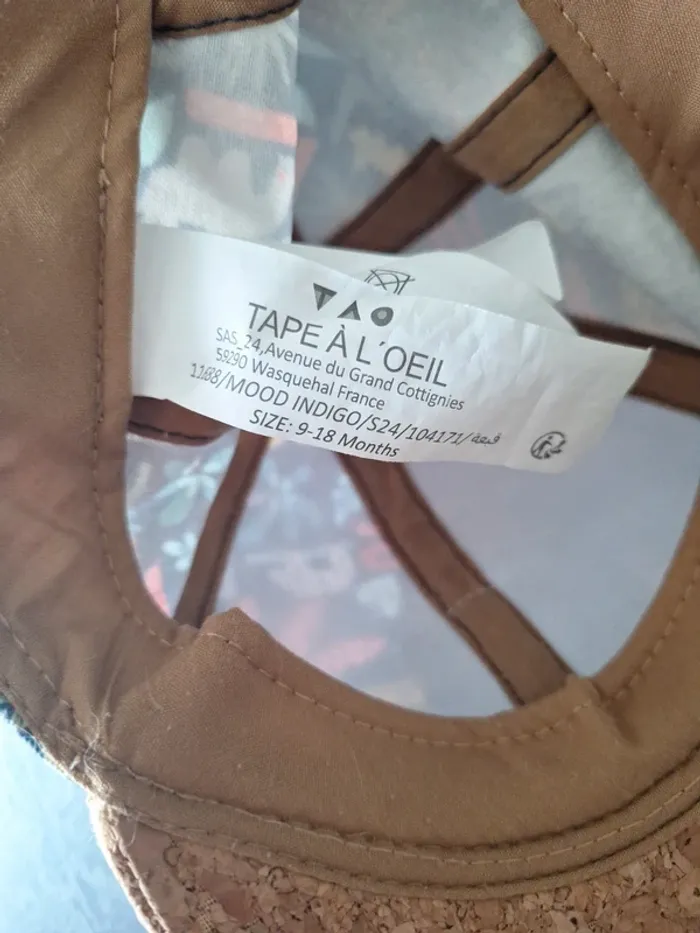 TAO
TAPE À L'OEIL
SAS_24,Avenue du Grand Cottignies
59290 Wasquehal France
11688/MOOD INDIGO/S24/104171/قبعة
SIZE: 9-18 Months